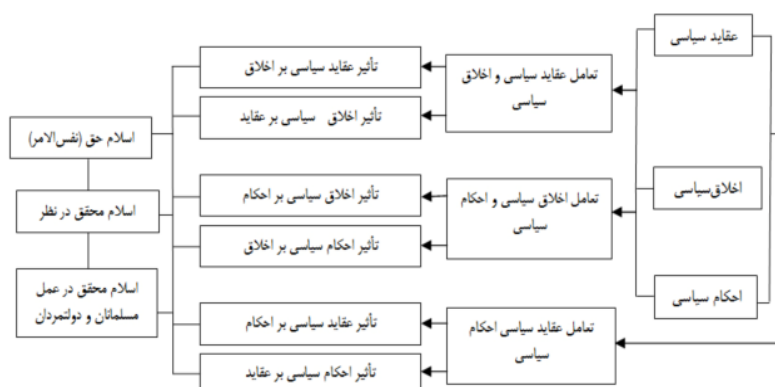 عقاید سیاسی
اخلاق‌سیاسی
احکام سیاسی
تعامل عقاید سیاسی و اخلاق
سیاسی
تعامل اخلاق سیاسی و احکام
سیاسی
تعامل عقاید سیاسی احکام
سیاسی
تأثیر عقاید سیاسی بر اخلاق
تأثیر اخلاق سیاسی بر عقاید
تأثیر اخلاق سیاسی بر احکام
تأثیر احکام سیاسی بر اخلاق
تأثیر عقاید سیاسی بر احکام
تأثیر احکام سیاسی بر عقاید
اسلام حق (نفس‌الامر)
اسلام محقق در نظر
اسلام محقق در عمل
مسلمانان و دولتمردان